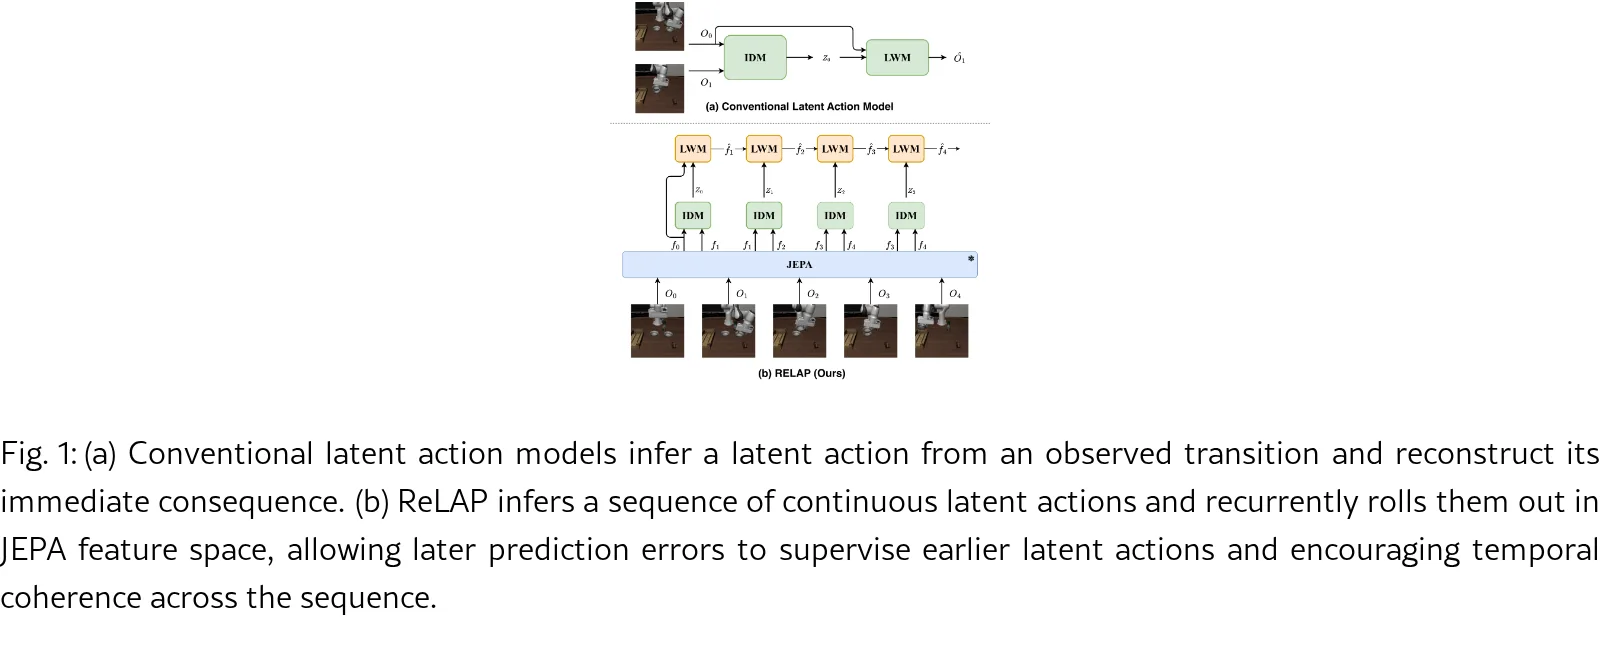 O₀
IDM
z₀
LWM
Ô₁
O₁
(a) Conventional Latent Action Model
LWM f̂₁ LWM f̂₂ LWM f̂₃ LWM f̂₄
z₀ z₁ z₂ z₃
IDM IDM IDM IDM
f₀ f₁ f₁ f₂ f₃ f₄ f₃ f₄
JEPA
O₀ O₁ O₂ O₃ O₄
(b) RELAP (Ours)
Fig. 1: (a) Conventional latent action models infer a latent action from an observed transition and reconstruct its
immediate consequence. (b) ReLAP infers a sequence of continuous latent actions and recurrently rolls them out in
JEPA feature space, allowing later prediction errors to supervise earlier latent actions and encouraging temporal
coherence across the sequence.